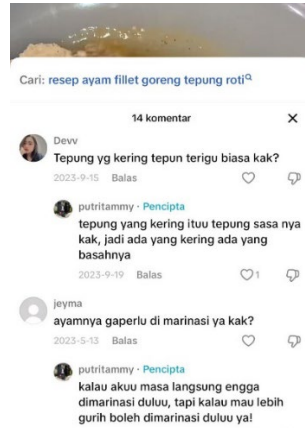 Cari: resep ayam fillet goreng tepung roti
14 komentar
Devv
Tepung yg kering tepun terigu biasa kak?
2023-9-15 Balas
putritammy · Pencipta
tepung yang kering ituu tepung sasa nya
kak, jadi ada yang kering ada yang
basahnya
2023-9-19 Balas 1
jeyma
ayamnya gaperlu di marinasi ya kak?
2023-5-13 Balas
putritammy · Pencipta
kalau akuu masa langsung engga
dimarinasi duluu, tapi kalau mau lebih
gurih boleh dimarinasi duluu ya!